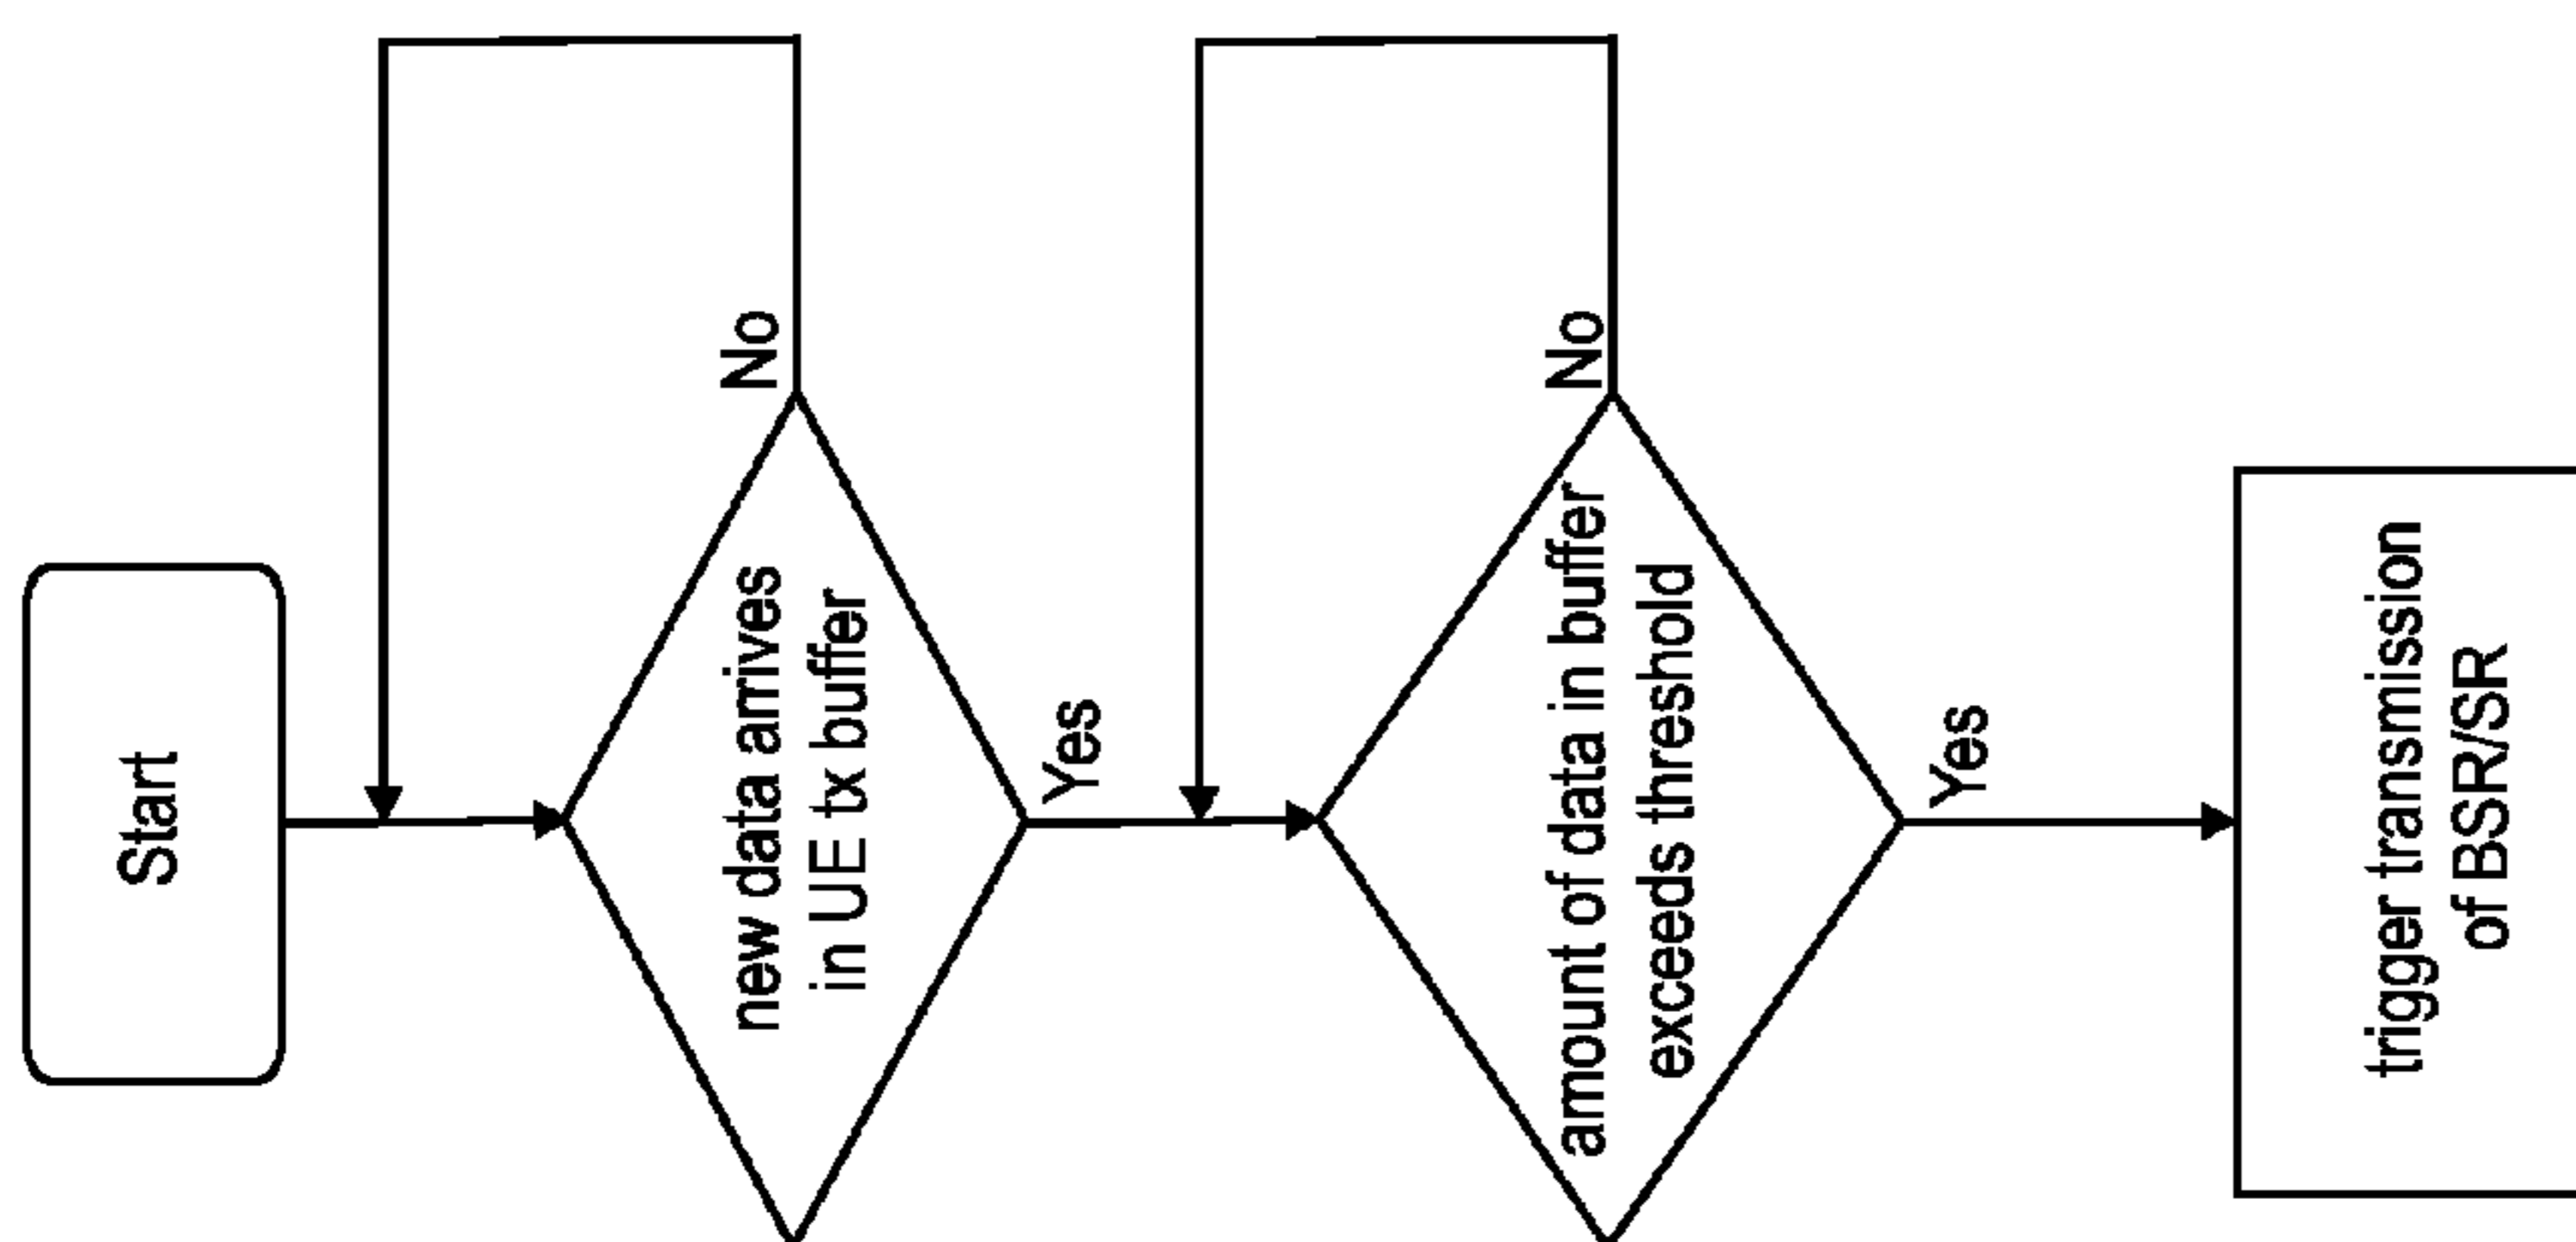 Start
new data arrives
in UE tx buffer
No
Yes
amount of data in buffer
exceeds threshold
No
Yes
trigger transmission
of BSR/SR